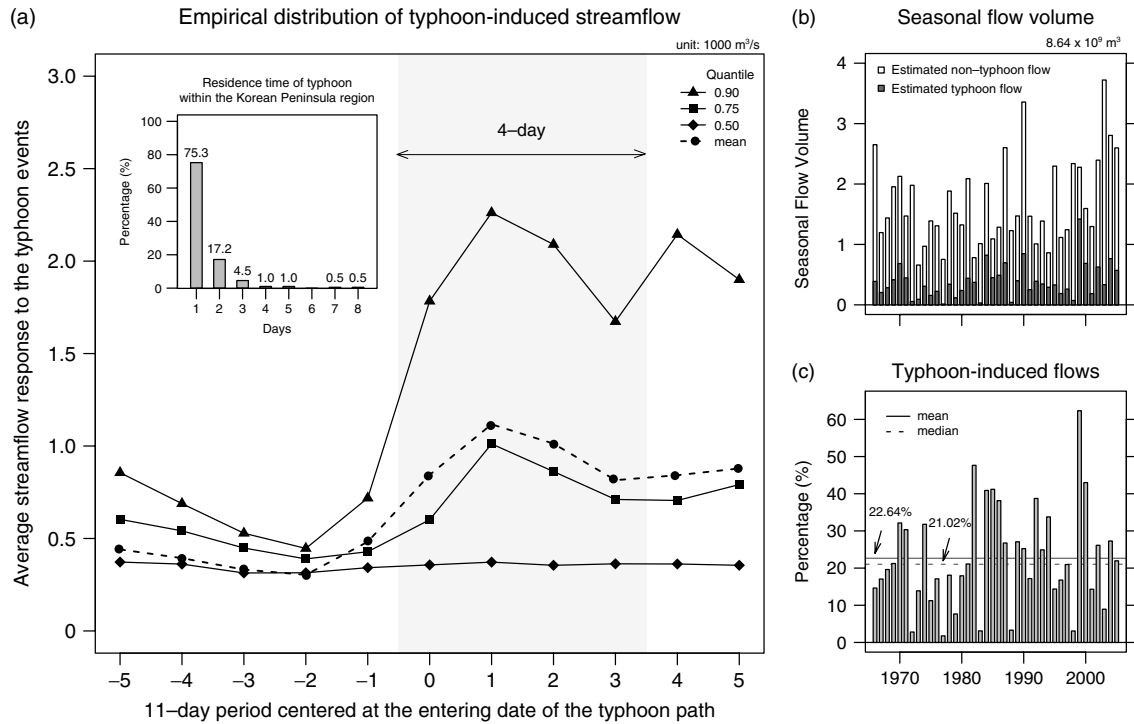 (a) Empirical distribution of typhoon-induced streamflow
unit: 1000 m³/s
Residence time of typhoon
within the Korean Peninsula region
Percentage (%)
100
80
60
40
20
0
75.3
17.2
4.5
1.0
1.0
0.5
0.5
1 2 3 4 5 6 7 8
Days
Quantile
0.90
0.75
0.50
mean
4–day
Average streamflow response to the typhoon events
3.0
2.5
2.0
1.5
1.0
0.5
0
–5 –4 –3 –2 –1 0 1 2 3 4 5
11–day period centered at the entering date of the typhoon path
(b) Seasonal flow volume
8.64 x 10⁹ m³
Estimated non–typhoon flow
Estimated typhoon flow
Seasonal Flow Volume
4
3
2
1
0
1970 1980 1990 2000
(c) Typhoon-induced flows
mean
median
22.64%
21.02%
Percentage (%)
60
50
40
30
20
10
0
1970 1980 1990 2000